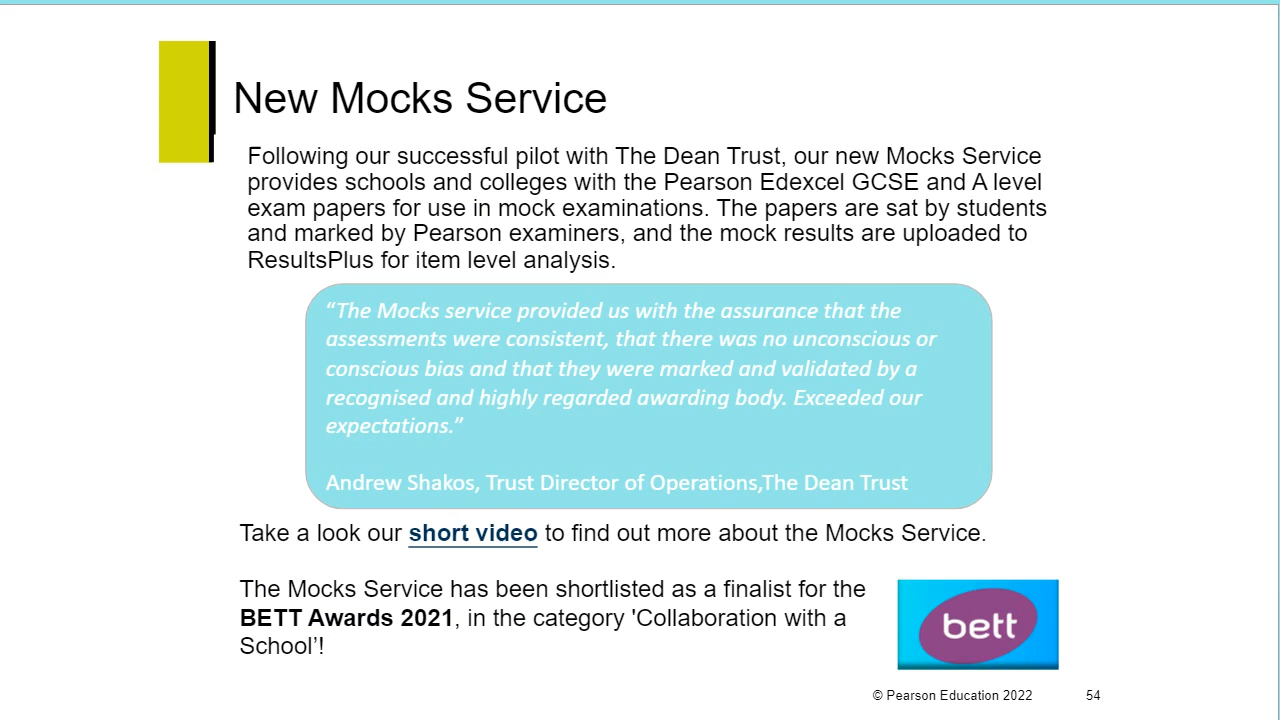 New Mocks Service
Following our successful pilot with The Dean Trust, our new Mocks Service
provides schools and colleges with the Pearson Edexcel GCSE and A level
exam papers for use in mock examinations. The papers are sat by students
and marked by Pearson examiners, and the mock results are uploaded to
ResultsPlus for item level analysis.
“The Mocks service provided us with the assurance that the
assessments were consistent, that there was no unconscious or
conscious bias and that they were marked and validated by a
recognised and highly regarded awarding body. Exceeded our
expectations.”
Andrew Shakos, Trust Director of Operations,The Dean Trust
Take a look our short video to find out more about the Mocks Service.
The Mocks Service has been shortlisted as a finalist for the
BETT Awards 2021, in the category 'Collaboration with a
School’!
bett
© Pearson Education 2022 54